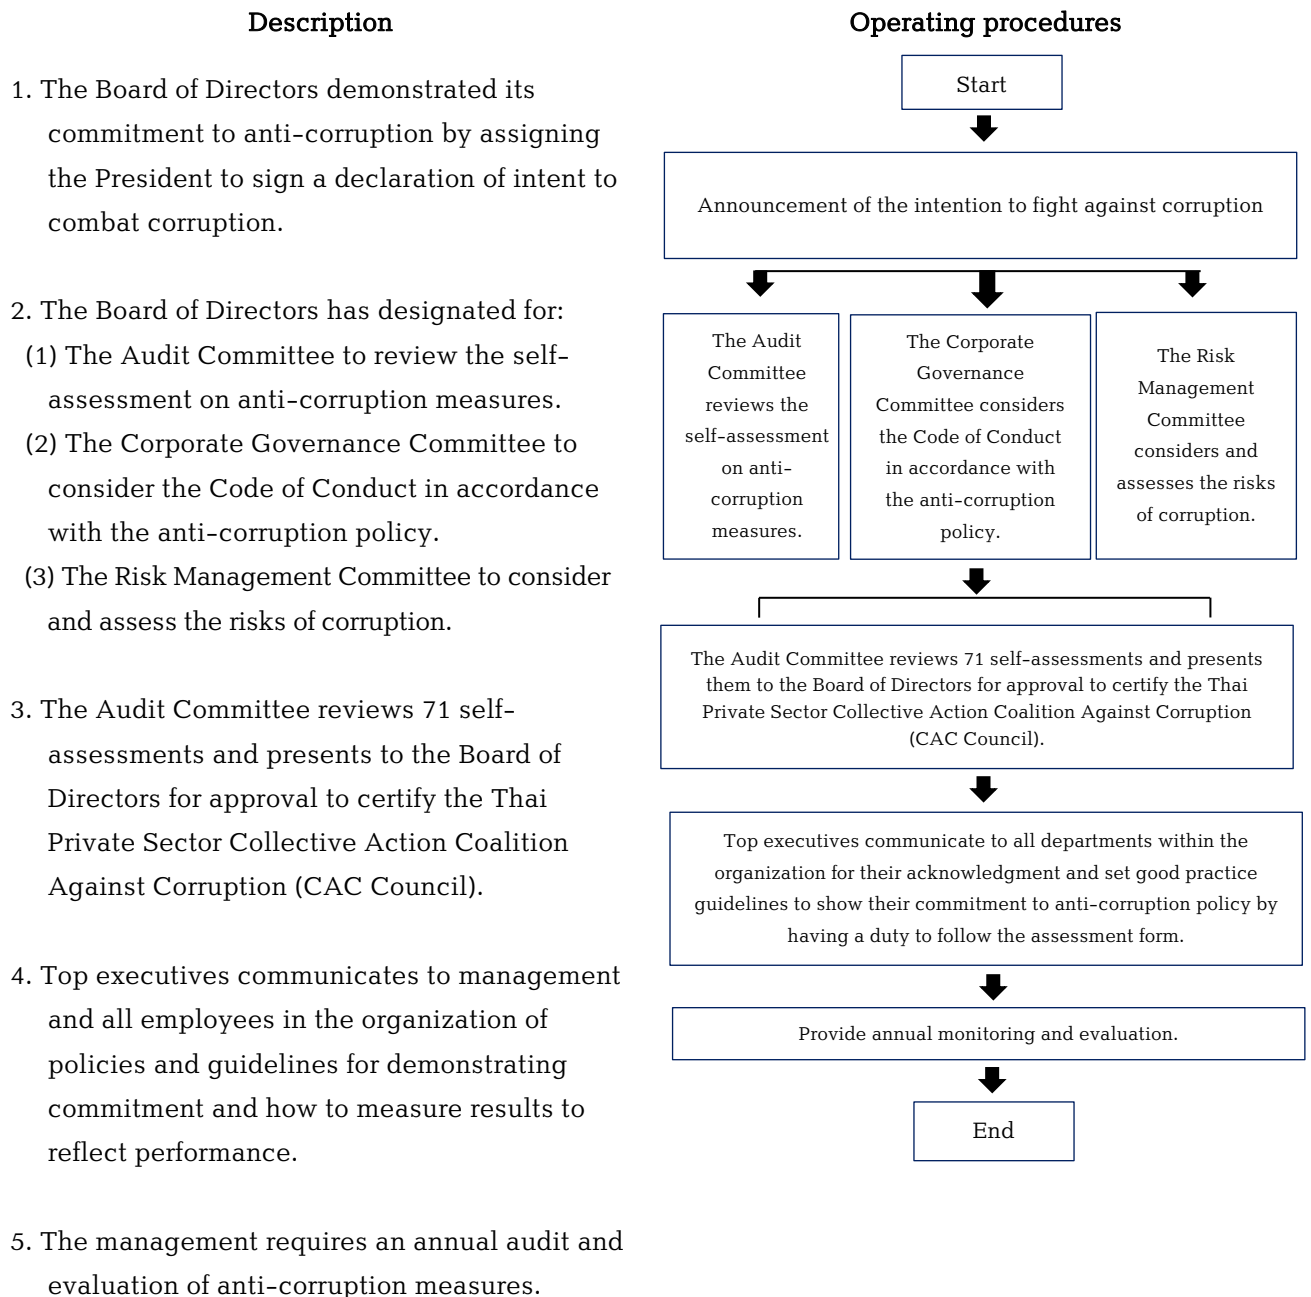 Description
1. The Board of Directors demonstrated its
commitment to anti-corruption by assigning
the President to sign a declaration of intent to
combat corruption.
2. The Board of Directors has designated for:
(1) The Audit Committee to review the self-
assessment on anti-corruption measures.
(2) The Corporate Governance Committee to
consider the Code of Conduct in accordance
with the anti-corruption policy.
(3) The Risk Management Committee to consider
and assess the risks of corruption.
3. The Audit Committee reviews 71 self-
assessments and presents to the Board of
Directors for approval to certify the Thai
Private Sector Collective Action Coalition
Against Corruption (CAC Council).
4. Top executives communicates to management
and all employees in the organization of
policies and guidelines for demonstrating
commitment and how to measure results to
reflect performance.
5. The management requires an annual audit and
evaluation of anti-corruption measures.
Operating procedures
Start
Announcement of the intention to fight against corruption
The Audit
Committee
reviews the
self-assessment
on anti-
corruption
measures.
The Corporate
Governance
Committee considers
the Code of Conduct
in accordance with
the anti-corruption
policy.
The Risk
Management
Committee
considers and
assesses the risks
of corruption.
The Audit Committee reviews 71 self-assessments and presents
them to the Board of Directors for approval to certify the Thai
Private Sector Collective Action Coalition Against Corruption
(CAC Council).
Top executives communicate to all departments within the
organization for their acknowledgment and set good practice
guidelines to show their commitment to anti-corruption policy by
having a duty to follow the assessment form.
Provide annual monitoring and evaluation.
End